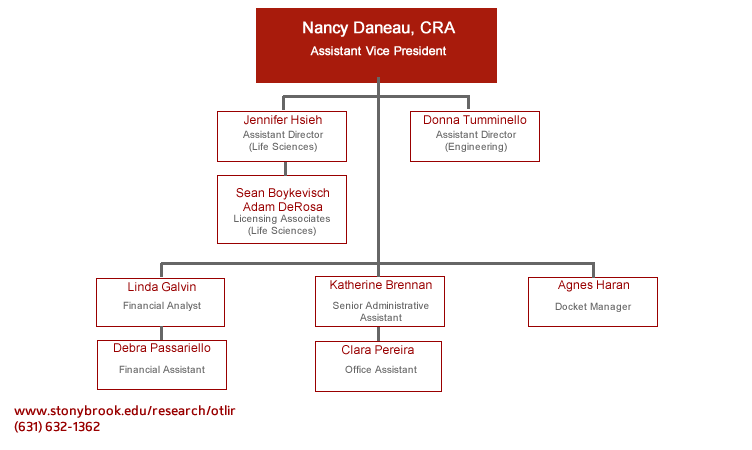 Nancy Daneau, CRA
Assistant Vice President
Jennifer Hsieh
Assistant Director
(Life Sciences)
Donna Tumminello
Assistant Director
(Engineering)
Sean Boykevisch
Adam DeRosa
Licensing Associates
(Life Sciences)
Linda Galvin
Financial Analyst
Katherine Brennan
Senior Administrative
Assistant
Agnes Haran
Docket Manager
Debra Passariello
Financial Assistant
Clara Pereira
Office Assistant
www.stonybrook.edu/research/otlir
(631) 632-1362